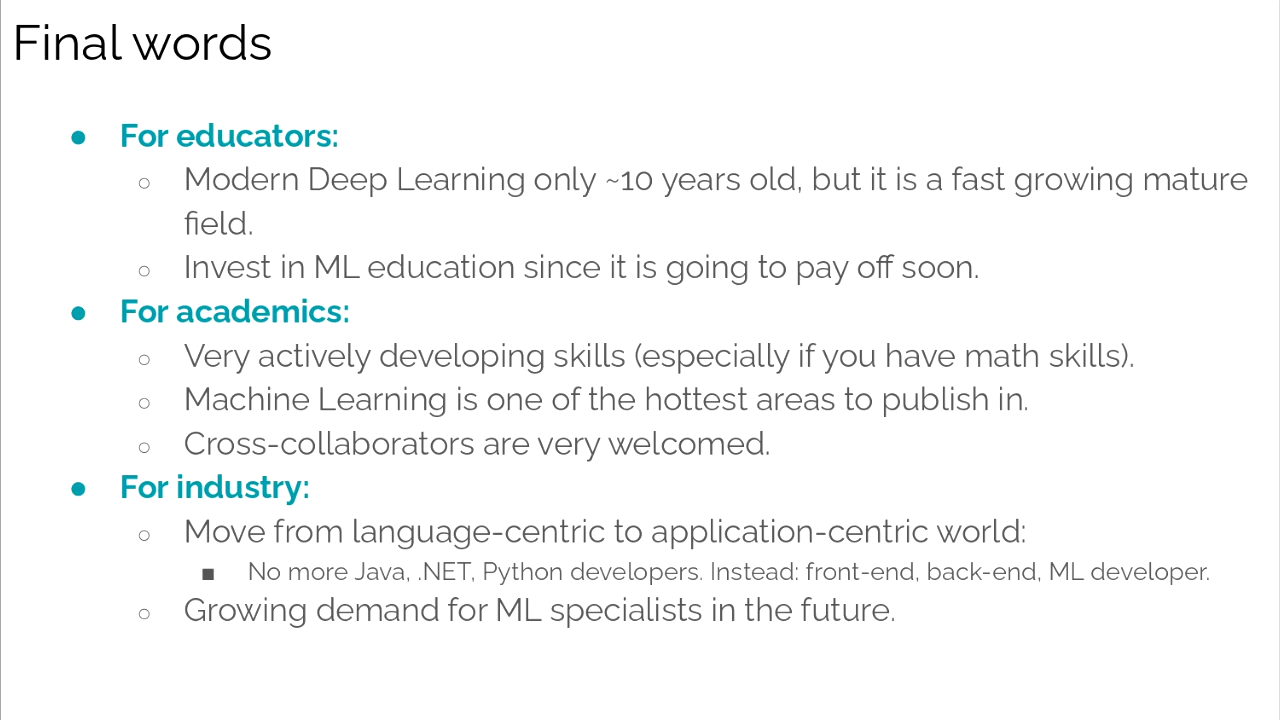 Final words
● For educators:
○ Modern Deep Learning only ~10 years old, but it is a fast growing mature
field.
○ Invest in ML education since it is going to pay off soon.
● For academics:
○ Very actively developing skills (especially if you have math skills).
○ Machine Learning is one of the hottest areas to publish in.
○ Cross-collaborators are very welcomed.
● For industry:
○ Move from language-centric to application-centric world:
■ No more Java, .NET, Python developers. Instead: front-end, back-end, ML developer.
○ Growing demand for ML specialists in the future.